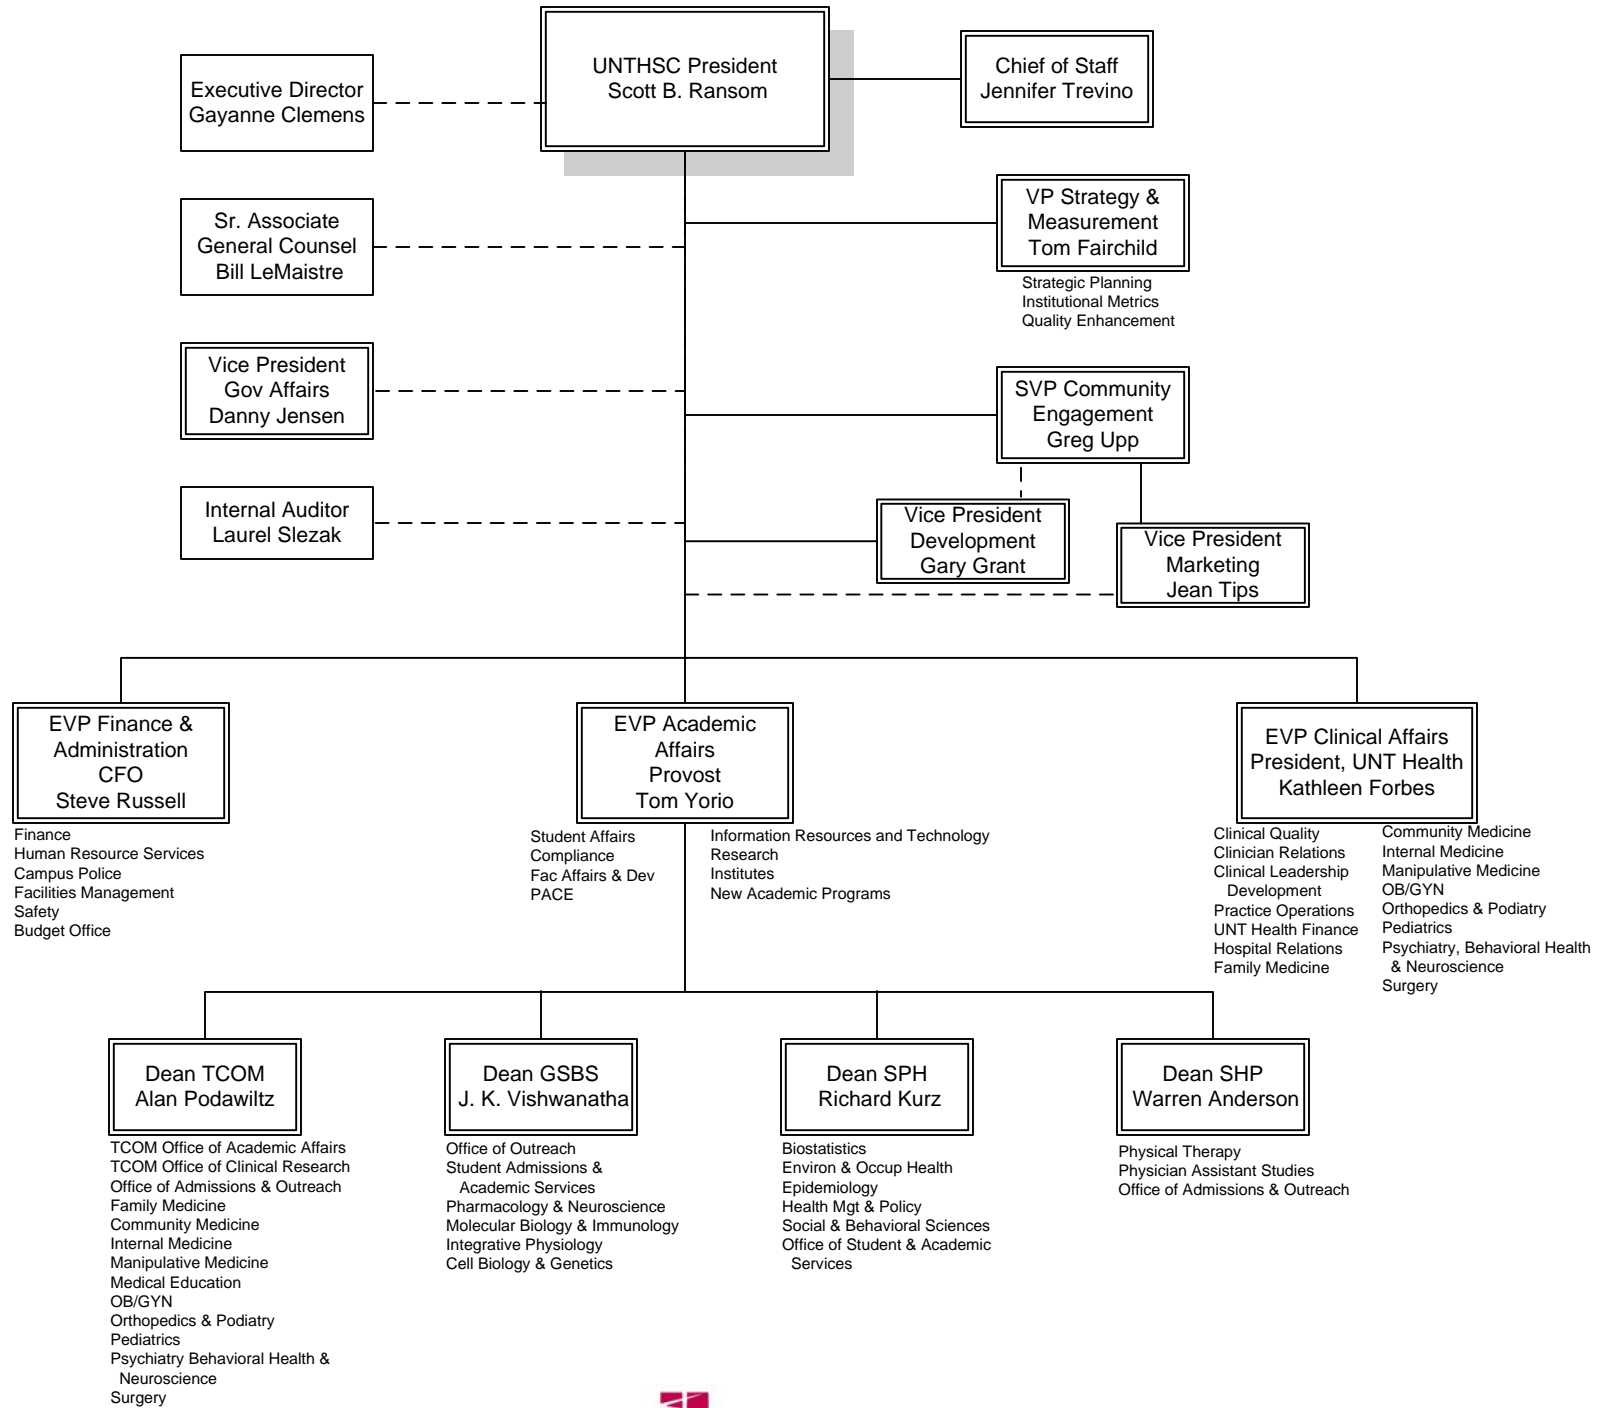 UNTHSC President
Scott B. Ransom
Chief of Staff
Jennifer Trevino
Executive Director
Gayanne Clemens
VP Strategy &
Measurement
Tom Fairchild
Strategic Planning
Institutional Metrics
Quality Enhancement
Sr. Associate
General Counsel
Bill LeMaistre
Vice President
Gov Affairs
Danny Jensen
SVP Community
Engagement
Greg Upp
Internal Auditor
Laurel Slezak
Vice President
Development
Gary Grant
Vice President
Marketing
Jean Tips
EVP Finance &
Administration
CFO
Steve Russell
Finance
Human Resource Services
Campus Police
Facilities Management
Safety
Budget Office
EVP Academic
Affairs
Provost
Tom Yorio
Student Affairs
Compliance
Fac Affairs & Dev
PACE
Information Resources and Technology
Research
Institutes
New Academic Programs
EVP Clinical Affairs
President, UNT Health
Kathleen Forbes
Clinical Quality
Clinician Relations
Clinical Leadership
Development
Practice Operations
UNT Health Finance
Hospital Relations
Family Medicine
Community Medicine
Internal Medicine
Manipulative Medicine
OB/GYN
Orthopedics & Podiatry
Pediatrics
Psychiatry, Behavioral Health
& Neuroscience
Surgery
Dean TCOM
Alan Podawiltz
TCOM Office of Academic Affairs
TCOM Office of Clinical Research
Office of Admissions & Outreach
Family Medicine
Community Medicine
Internal Medicine
Manipulative Medicine
Medical Education
OB/GYN
Orthopedics & Podiatry
Pediatrics
Psychiatry Behavioral Health &
Neuroscience
Surgery
Dean GSBS
J. K. Vishwanatha
Office of Outreach
Student Admissions &
Academic Services
Pharmacology & Neuroscience
Molecular Biology & Immunology
Integrative Physiology
Cell Biology & Genetics
Dean SPH
Richard Kurz
Biostatistics
Environ & Occup Health
Epidemiology
Health Mgt & Policy
Social & Behavioral Sciences
Office of Student & Academic
Services
Dean SHP
Warren Anderson
Physical Therapy
Physician Assistant Studies
Office of Admissions & Outreach